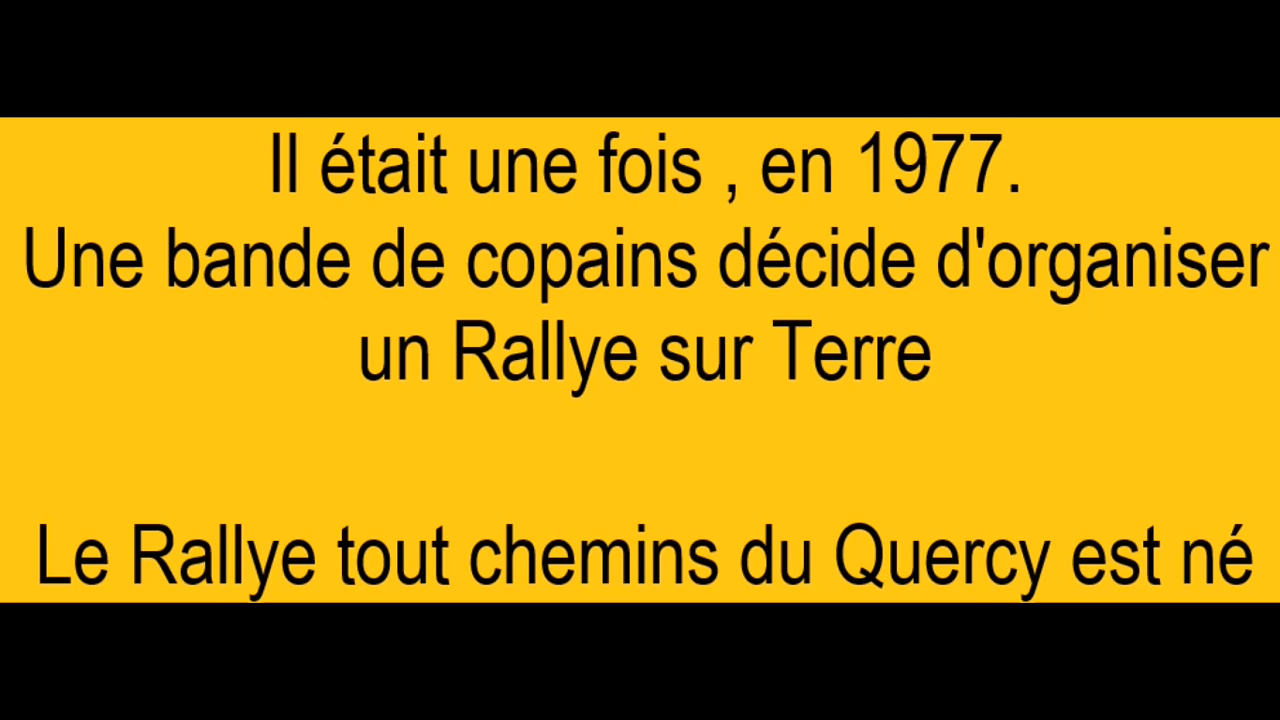 Il était une fois , en 1977.
Une bande de copains décide d'organiser
un Rallye sur Terre
Le Rallye tout chemins du Quercy est né